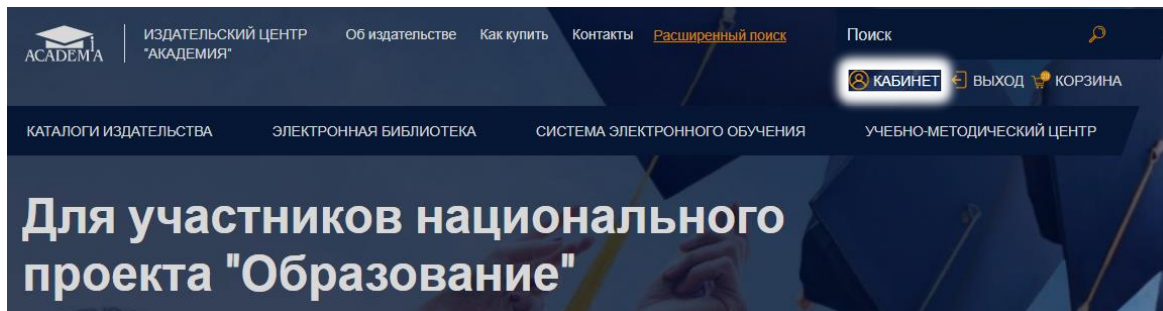 ACADEM'A
ИЗДАТЕЛЬСКИЙ ЦЕНТР
"АКАДЕМИЯ"
Об издательстве Как купить Контакты Расширенный поиск
Поиск
КАБИНЕТ ВЫХОД КОРЗИНА
КАТАЛОГИ ИЗДАТЕЛЬСТВА ЭЛЕКТРОННАЯ БИБЛИОТЕКА СИСТЕМА ЭЛЕКТРОННОГО ОБУЧЕНИЯ УЧЕБНО-МЕТОДИЧЕСКИЙ ЦЕНТР
Для участников национального
проекта "Образование"